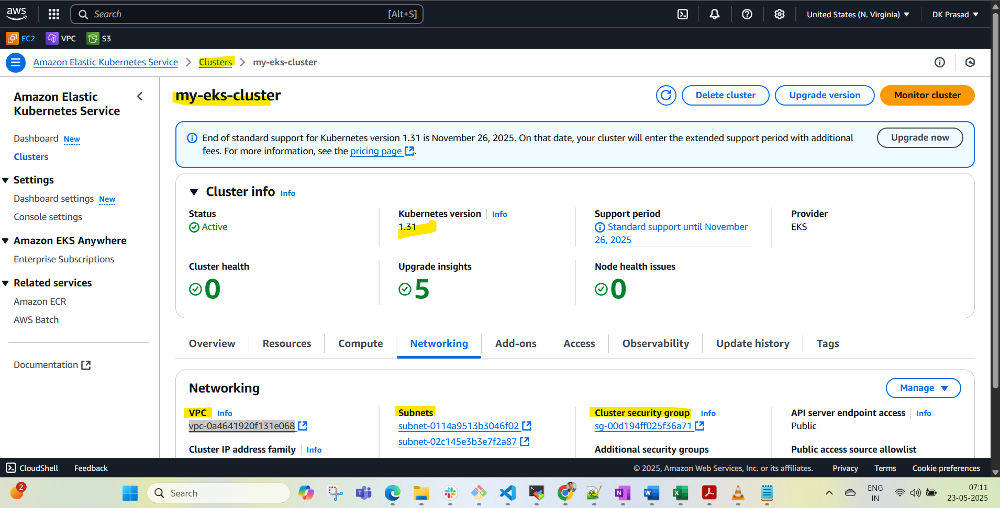 aws
Search
[Alt+S]
United States (N. Virginia)
DK Prasad
EC2
VPC
S3
Amazon Elastic Kubernetes Service
Clusters
my-eks-cluster
Amazon Elastic
Kubernetes Service
Dashboard New
Clusters
Settings
Dashboard settings New
Console settings
Amazon EKS Anywhere
Enterprise Subscriptions
Related services
Amazon ECR
AWS Batch
Documentation
my-eks-cluster
Delete cluster
Upgrade version
Monitor cluster
End of standard support for Kubernetes version 1.31 is November 26, 2025. On that date, your cluster will enter the extended support period with additional
fees. For more information, see the pricing page.
Upgrade now
Cluster info Info
Status
Active
Kubernetes version Info
1.31
Support period
Standard support until November
26, 2025
Provider
EKS
Cluster health
0
Upgrade insights
5
Node health issues
0
Overview
Resources
Compute
Networking
Add-ons
Access
Observability
Update history
Tags
Networking
Manage
VPC Info
vpc-0a4641920f131e068
Cluster IP address family Info
Subnets
subnet-0114a9513b3046f02
subnet-02c145e3b3e7f2a87
Cluster security group Info
sg-00d194ff025f36a71
Additional security groups
API server endpoint access Info
Public
Public access source allowlist
CloudShell
Feedback
© 2025, Amazon Web Services, Inc. or its affiliates.
Privacy
Terms
Cookie preferences
2
Search
ENG
IN
07:11
23-05-2025